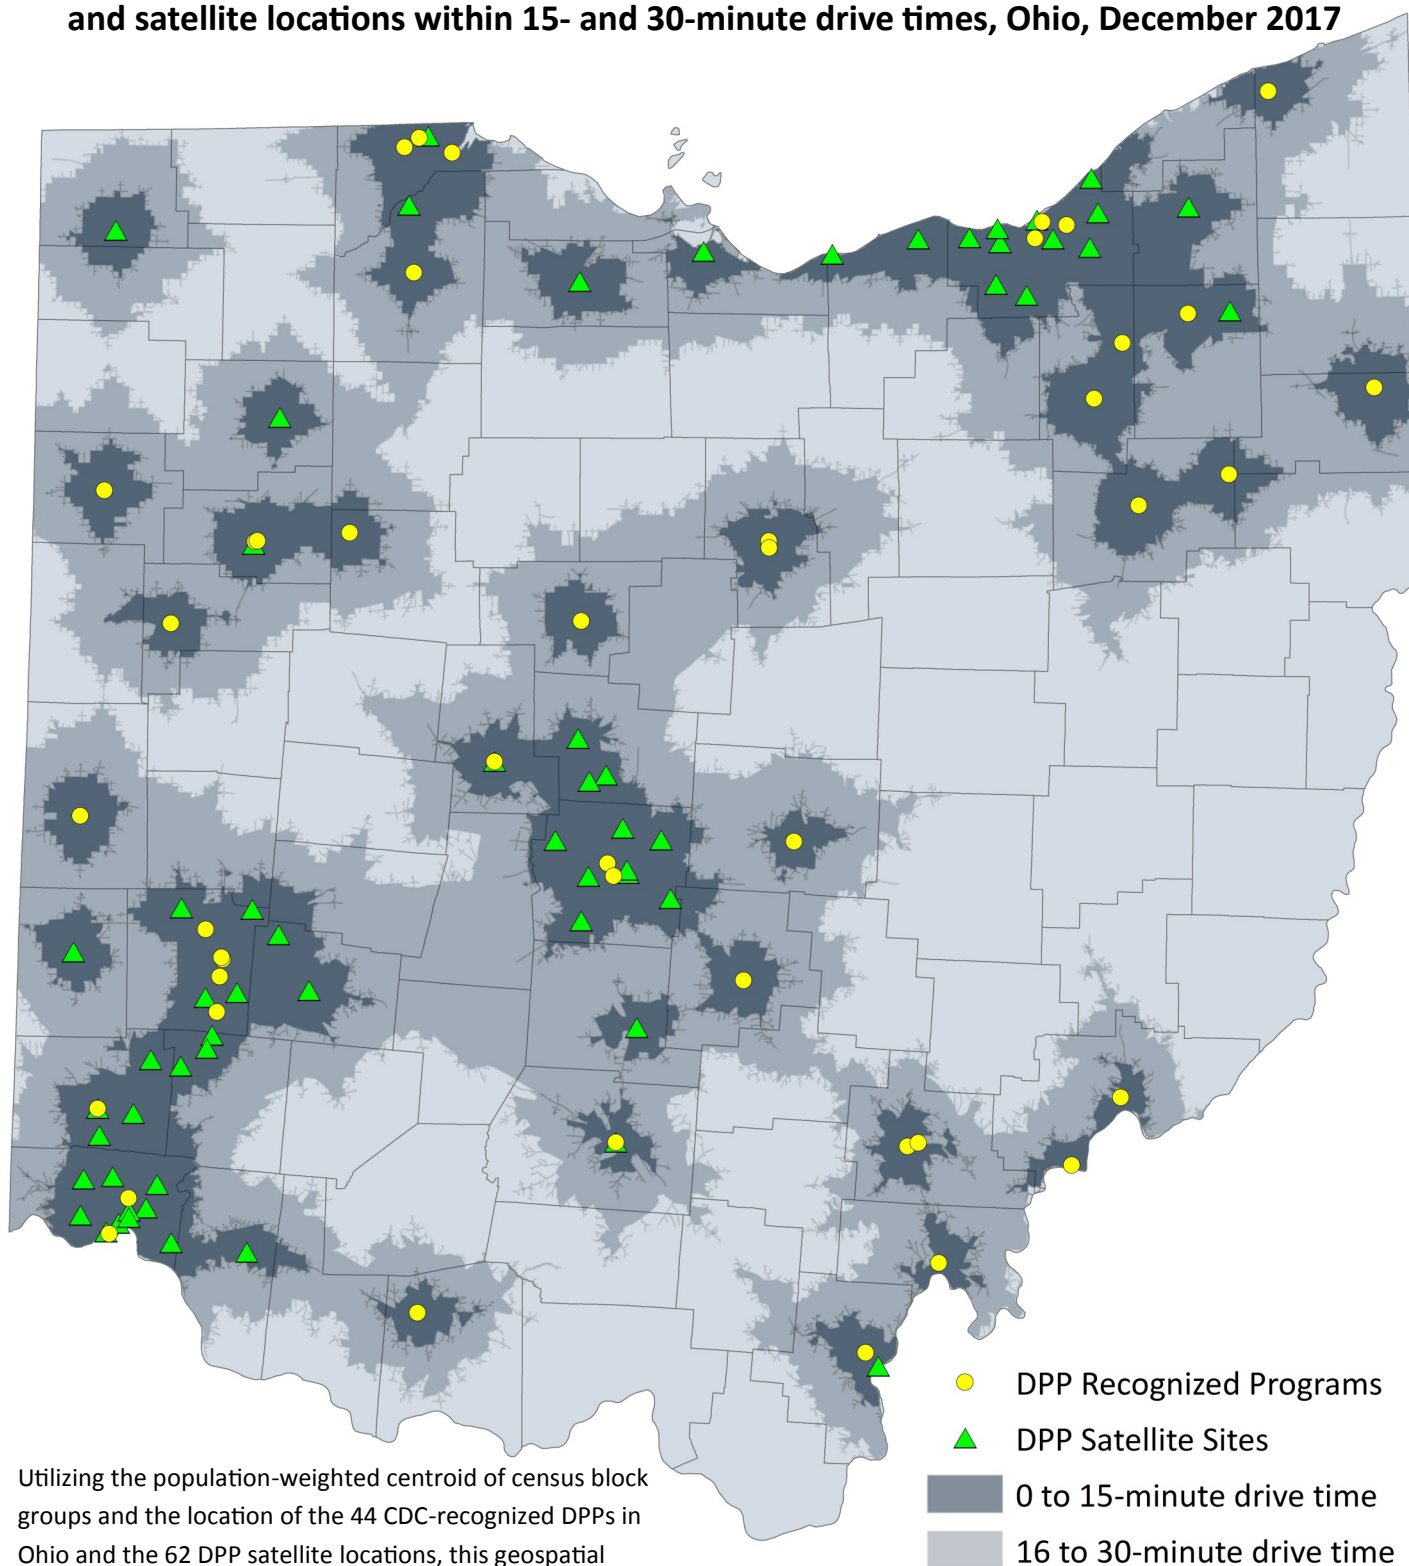 and satellite locations within 15- and 30-minute drive times, Ohio, December 2017
DPP Recognized Programs
DPP Satellite Sites
0 to 15-minute drive time
16 to 30-minute drive time
Utilizing the population-weighted centroid of census block
groups and the location of the 44 CDC-recognized DPPs in
Ohio and the 62 DPP satellite locations, this geospatial